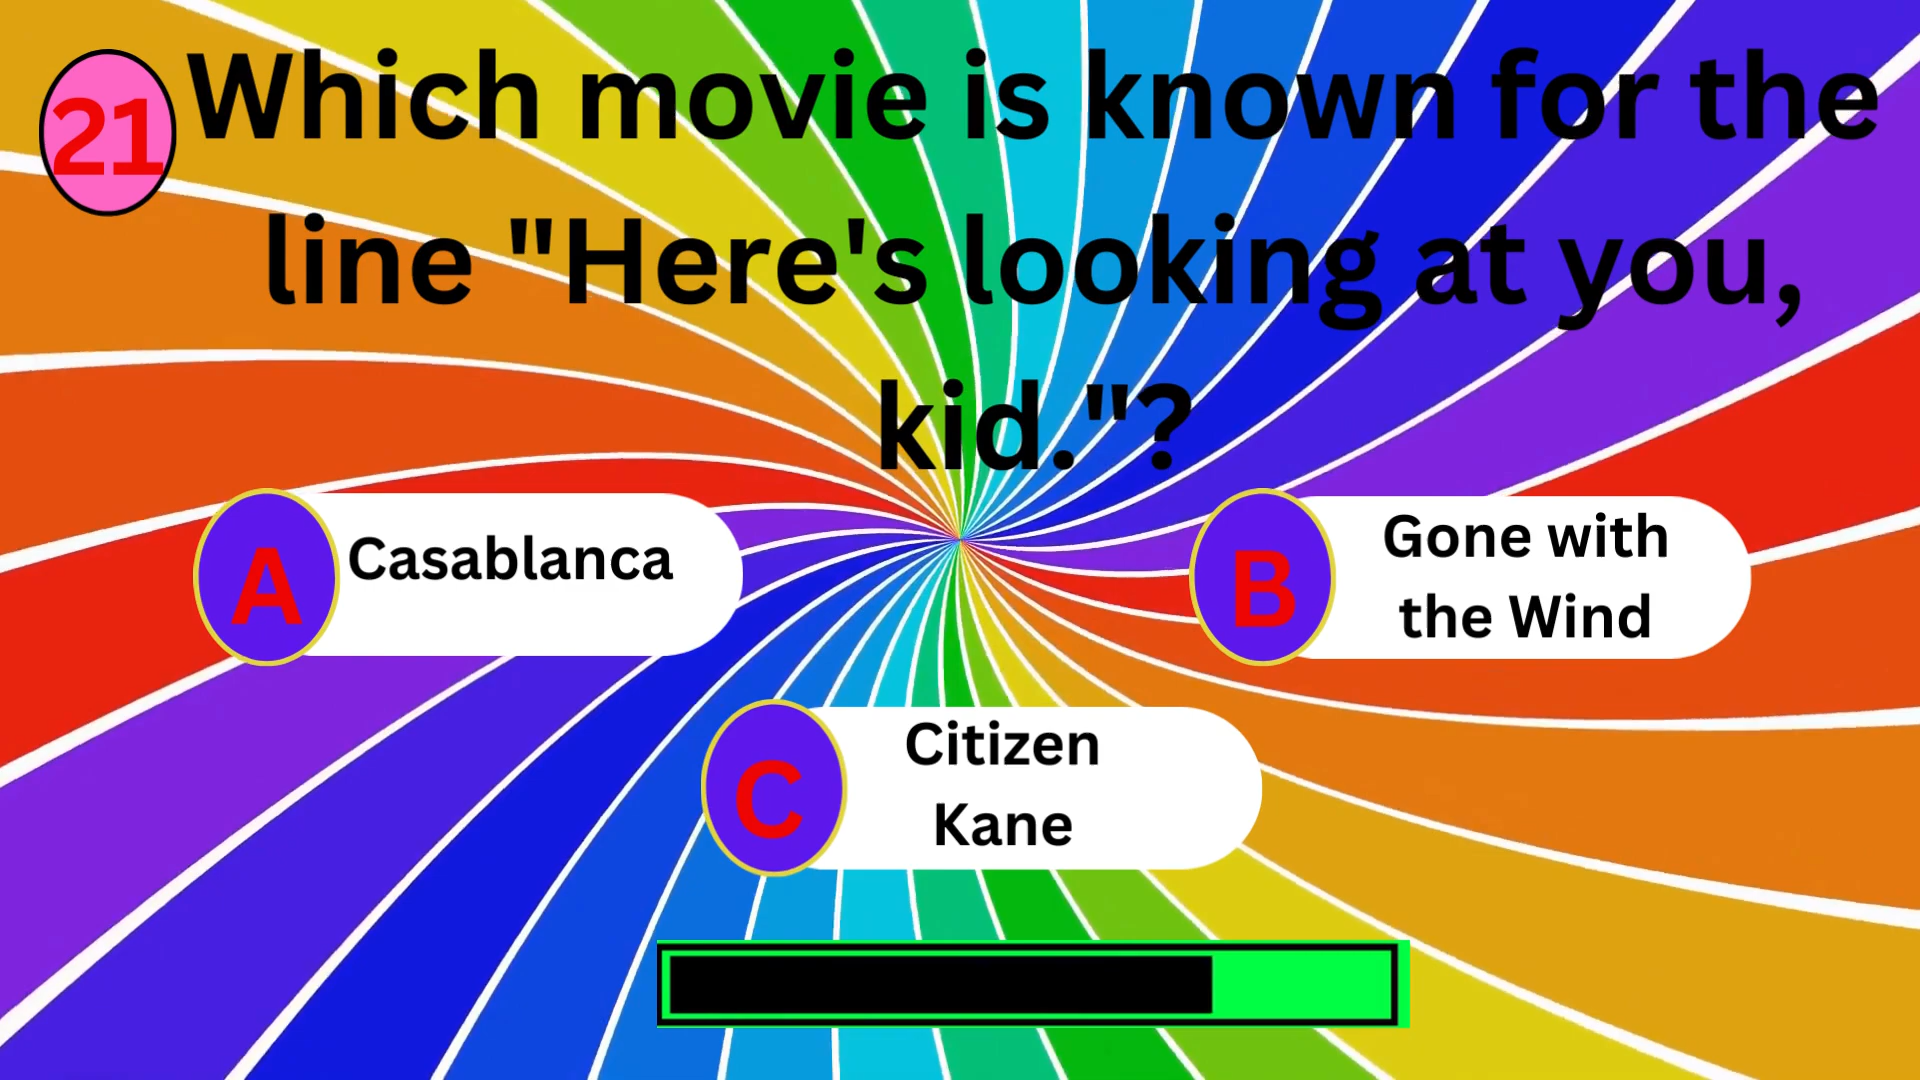 21
Which movie is known for the
line "Here's looking at you,
kid."?
A
Casablanca
B
Gone with
the Wind
C
Citizen
Kane